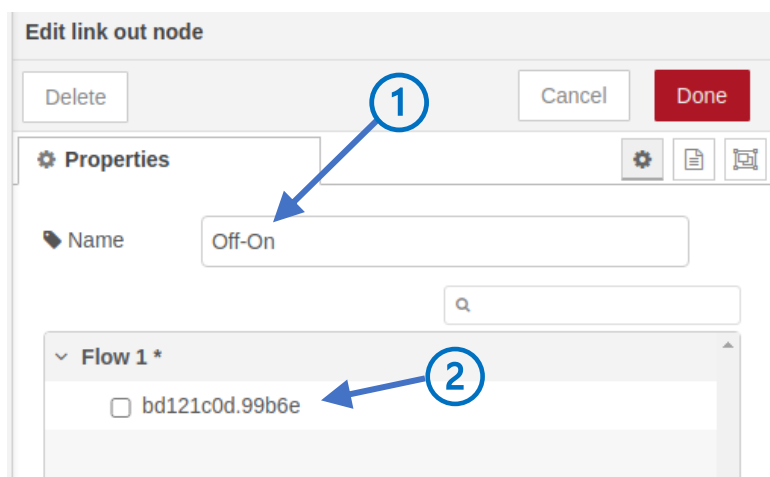 Edit link out node
Delete
1
Cancel
Done
Properties
Name
Off-On
Flow 1 *
2
bd121c0d.99b6e